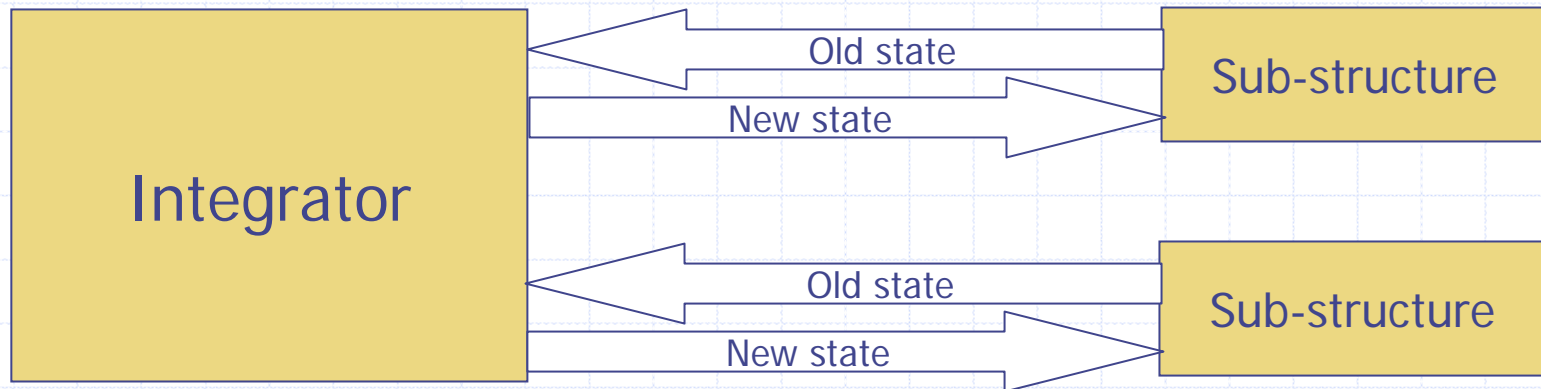 Old state
Sub-structure
New state
Integrator
Old state
Sub-structure
New state